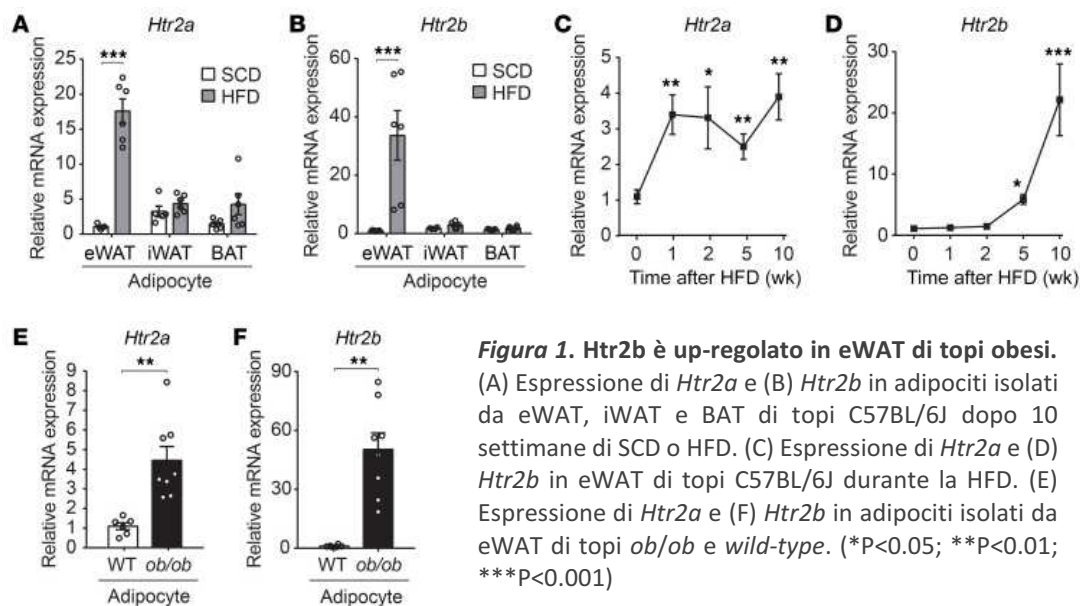 A
Htr2a
Relative mRNA expression
25
20
15
10
5
0
***
SCD
HFD
eWAT iWAT BAT
Adipocyte
B
Htr2b
Relative mRNA expression
60
40
20
0
***
SCD
HFD
eWAT iWAT BAT
Adipocyte
C
Htr2a
Relative mRNA expression
5
4
3
2
1
0
**
*
**
**
0 1 2 5 10
Time after HFD (wk)
D
Htr2b
Relative mRNA expression
30
20
10
0
*
***
0 1 2 5 10
Time after HFD (wk)
E
Htr2a
Relative mRNA expression
9
8
7
6
5
4
3
2
1
0
**
WT ob/ob
Adipocyte
F
Htr2b
Relative mRNA expression
90
60
30
0
**
WT ob/ob
Adipocyte
Figura 1. Htr2b è up-regolato in eWAT di topi obesi.
(A) Espressione di Htr2a e (B) Htr2b in adipociti isolati
da eWAT, iWAT e BAT di topi C57BL/6J dopo 10
settimane di SCD o HFD. (C) Espressione di Htr2a e (D)
Htr2b in eWAT di topi C57BL/6J durante la HFD. (E)
Espressione di Htr2a e (F) Htr2b in adipociti isolati da
eWAT di topi ob/ob e wild-type. (*P<0.05; **P<0.01;
***P<0.001)